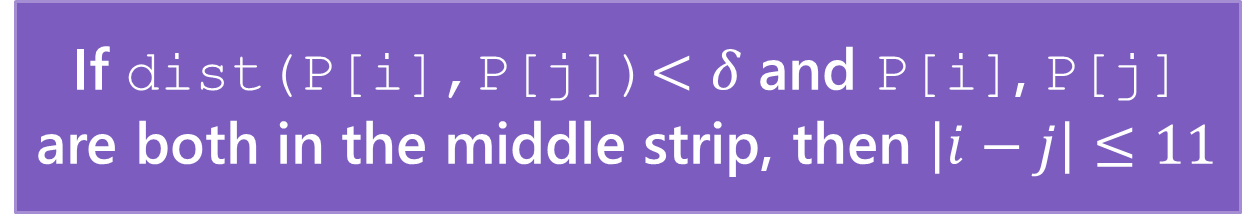 If dist(P[i],P[j])< δ and P[i], P[j]
are both in the middle strip, then |i − j| ≤ 11